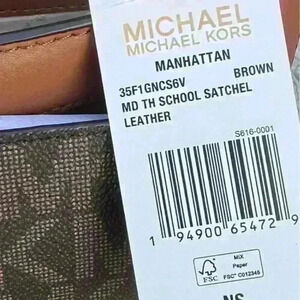 MICHAEL
MICHAEL KORS
MANHATTAN
35F1GNCS6V BROWN
MD TH SCHOOL SATCHEL
LEATHER
S616-0001
1 94900 65472 9
MIX
Paper
FSC FSC® C012345
NS